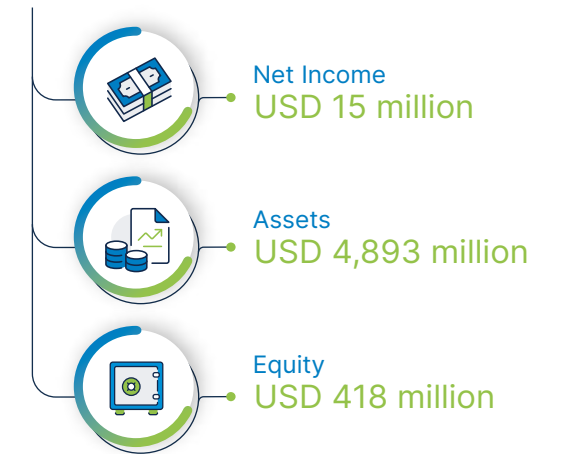 Net Income
USD 15 million
Assets
USD 4,893 million
Equity
USD 418 million